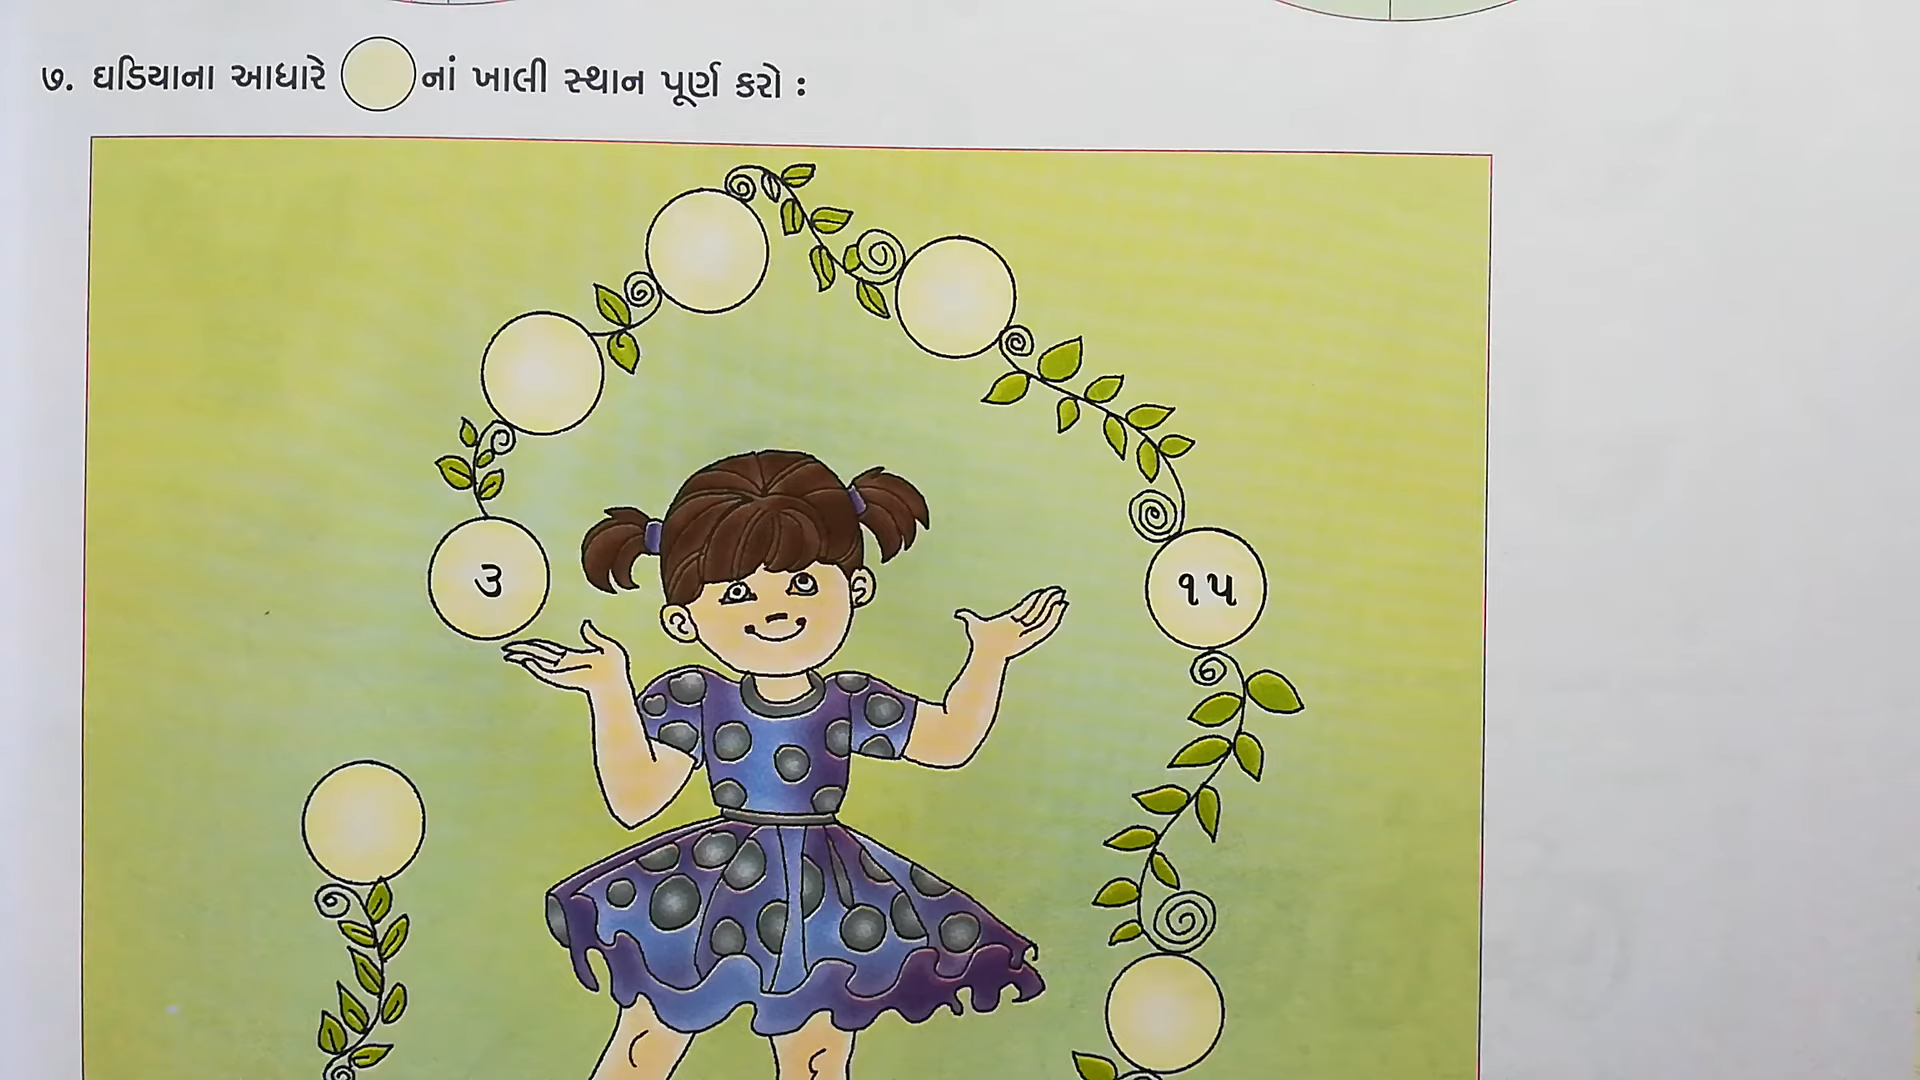 ૭. ઘડિયાના આધારે નાં ખાલી સ્થાન પૂર્ણ કરો :
૩
૧૫